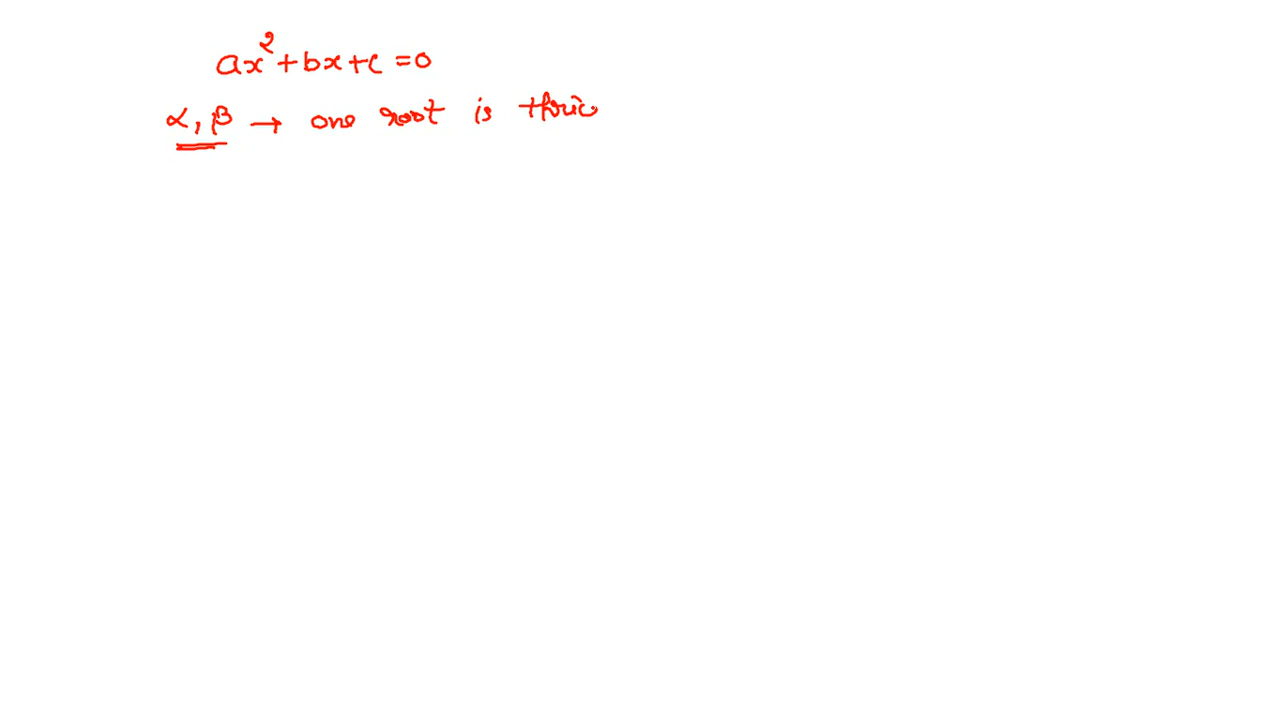 ax²+bx+c=0
α, β → one root is thric